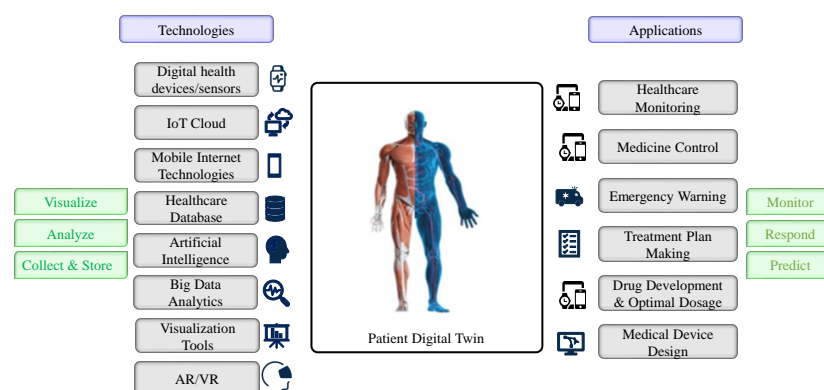 Technologies
Applications
Digital health
devices/sensors
IoT Cloud
Mobile Internet
Technologies
Healthcare
Database
Artificial
Intelligence
Big Data
Analytics
Visualization
Tools
AR/VR
Visualize
Analyze
Collect & Store
Patient Digital Twin
Healthcare
Monitoring
Medicine Control
Emergency Warning
Treatment Plan
Making
Drug Development
& Optimal Dosage
Medical Device
Design
Monitor
Respond
Predict